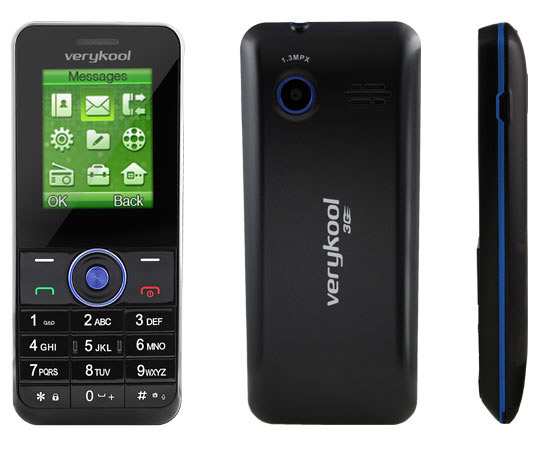 verykool
Messages
OK Back
1
2 ABC
3 DEF
4 GHI
5 JKL
6 MNO
7 PQRS
8 TUV
9 WXYZ
*
0 +
#
1.3MPX
verykool 3G